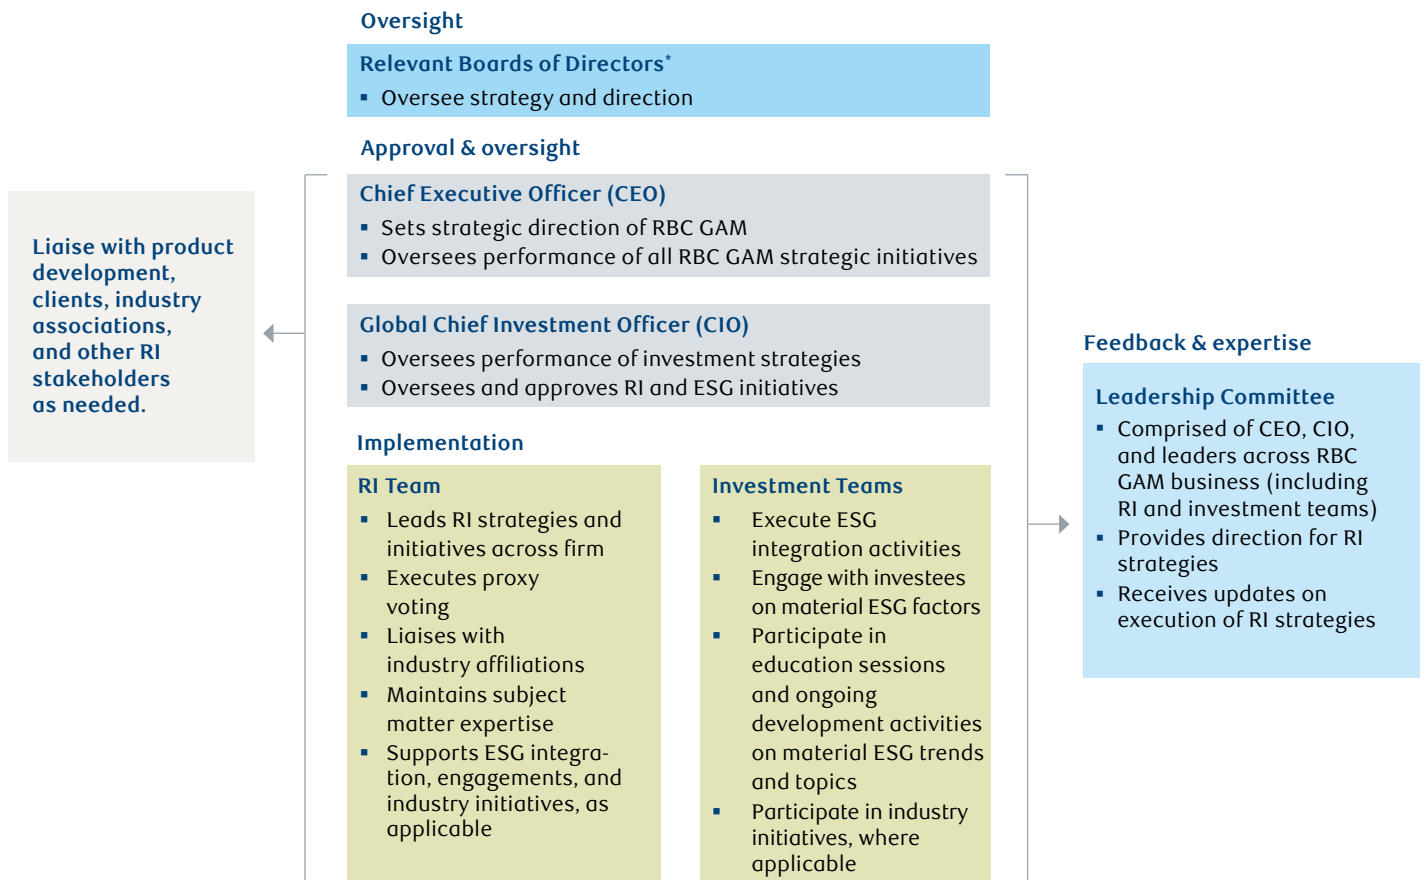 Oversight
Relevant Boards of Directors*
▪ Oversee strategy and direction
Approval & oversight
Chief Executive Officer (CEO)
▪ Sets strategic direction of RBC GAM
▪ Oversees performance of all RBC GAM strategic initiatives
Global Chief Investment Officer (CIO)
▪ Oversees performance of investment strategies
▪ Oversees and approves RI and ESG initiatives
Liaise with product
development,
clients, industry
associations,
and other RI
stakeholders
as needed.
Implementation
RI Team
▪ Leads RI strategies and
initiatives across firm
▪ Executes proxy
voting
▪ Liaises with
industry affiliations
▪ Maintains subject
matter expertise
▪ Supports ESG integra-
tion, engagements, and
industry initiatives, as
applicable
Investment Teams
▪ Execute ESG
integration activities
▪ Engage with investees
on material ESG factors
▪ Participate in
education sessions
and ongoing
development activities
on material ESG trends
and topics
▪ Participate in industry
initiatives, where
applicable
Feedback & expertise
Leadership Committee
▪ Comprised of CEO, CIO,
and leaders across RBC
GAM business (including
RI and investment teams)
▪ Provides direction for RI
strategies
▪ Receives updates on
execution of RI strategies